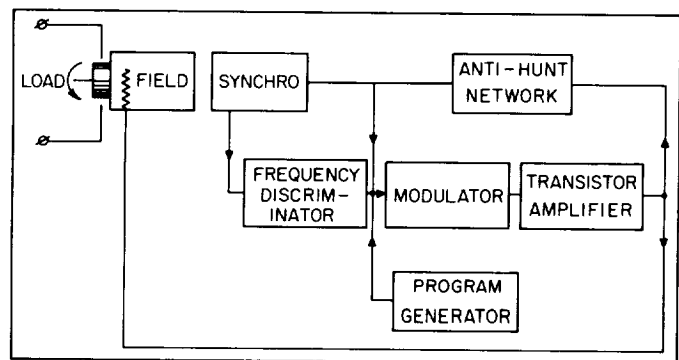 LOAD
FIELD
SYNCHRO
ANTI-HUNT
NETWORK
FREQUENCY
DISCRIM-
INATOR
MODULATOR
TRANSISTOR
AMPLIFIER
PROGRAM
GENERATOR